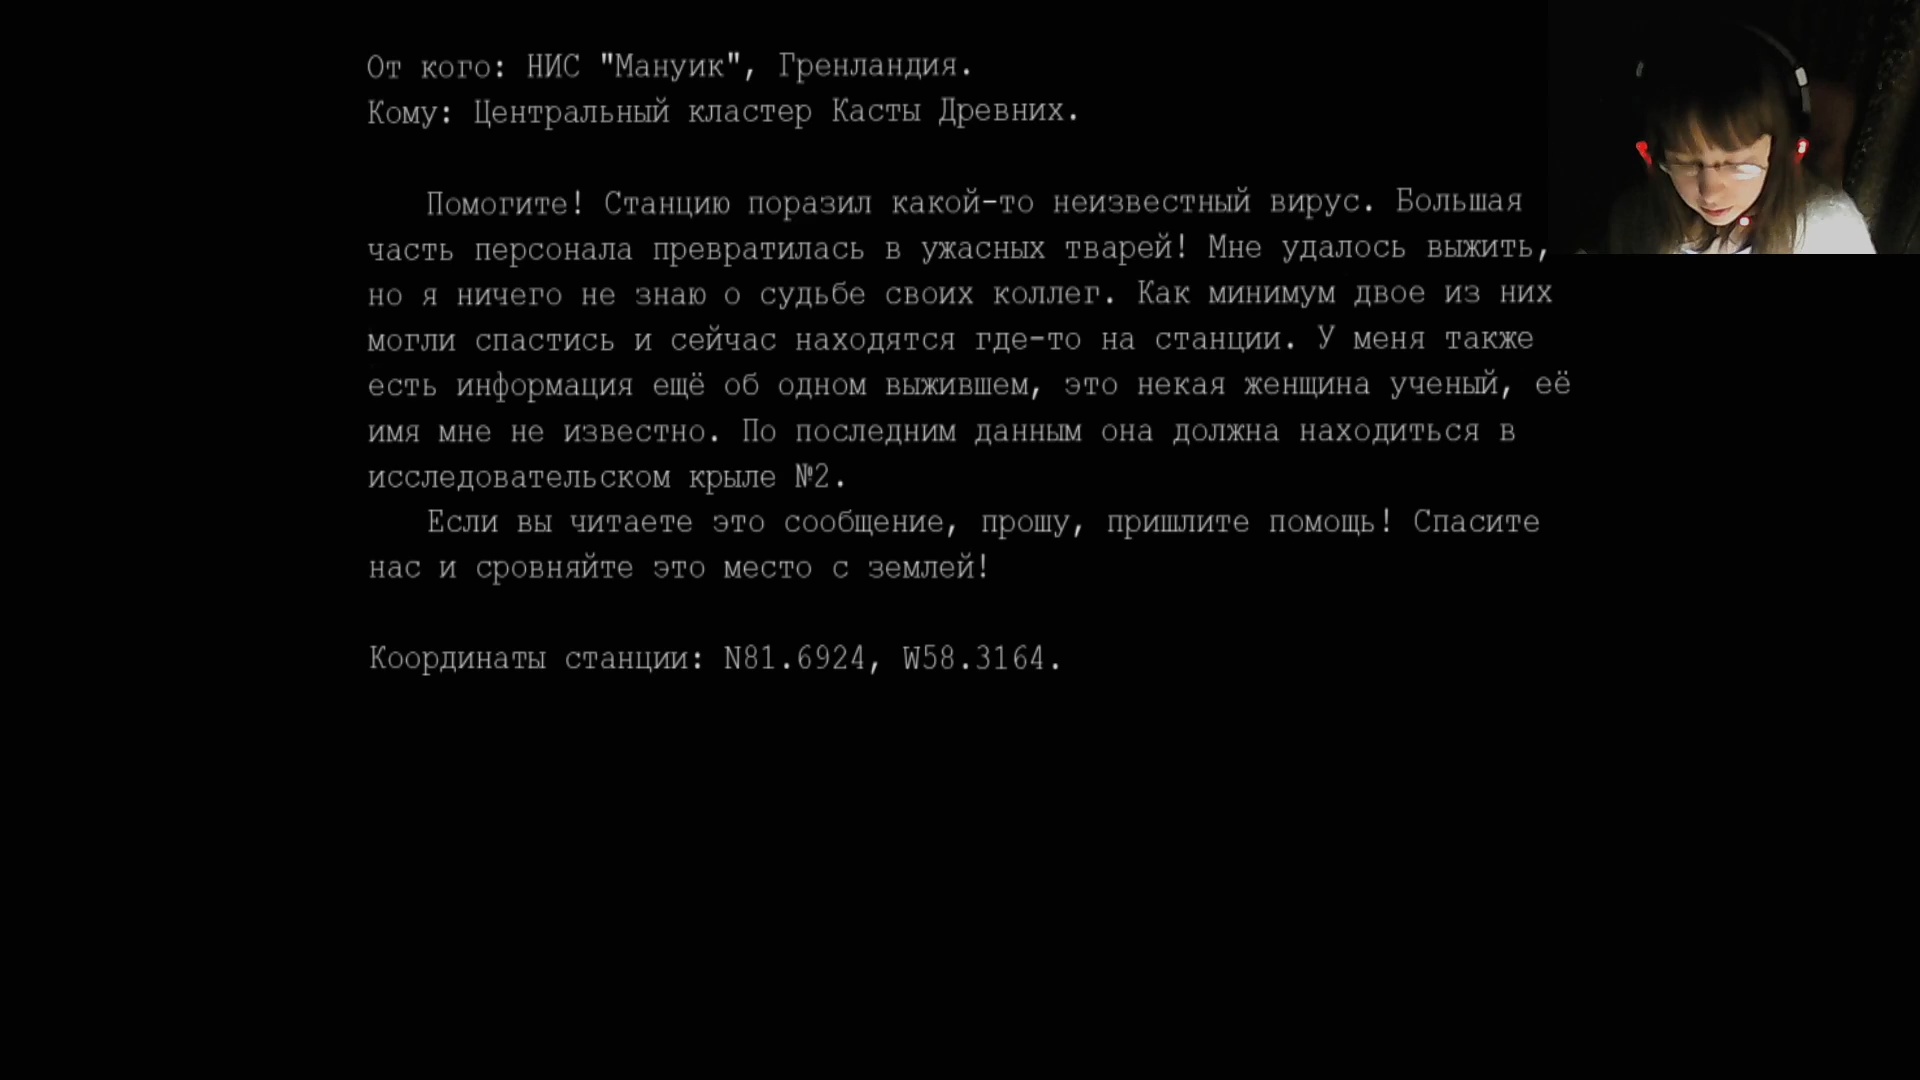 От кого: НИС "Мануик", Гренландия.
Кому: Центральный кластер Касты Древних.
Помогите! Станцию поразил какой-то неизвестный вирус. Большая
часть персонала превратилась в ужасных тварей! Мне удалось выжить,
но я ничего не знаю о судьбе своих коллег. Как минимум двое из них
могли спастись и сейчас находятся где-то на станции. У меня также
есть информация ещё об одном выжившем, это некая женщина ученый, её
имя мне не известно. По последним данным она должна находиться в
исследовательском крыле №2.
Если вы читаете это сообщение, прошу, пришлите помощь! Спасите
нас и сровняйте это место с землей!
Координаты станции: N81.6924, W58.3164.